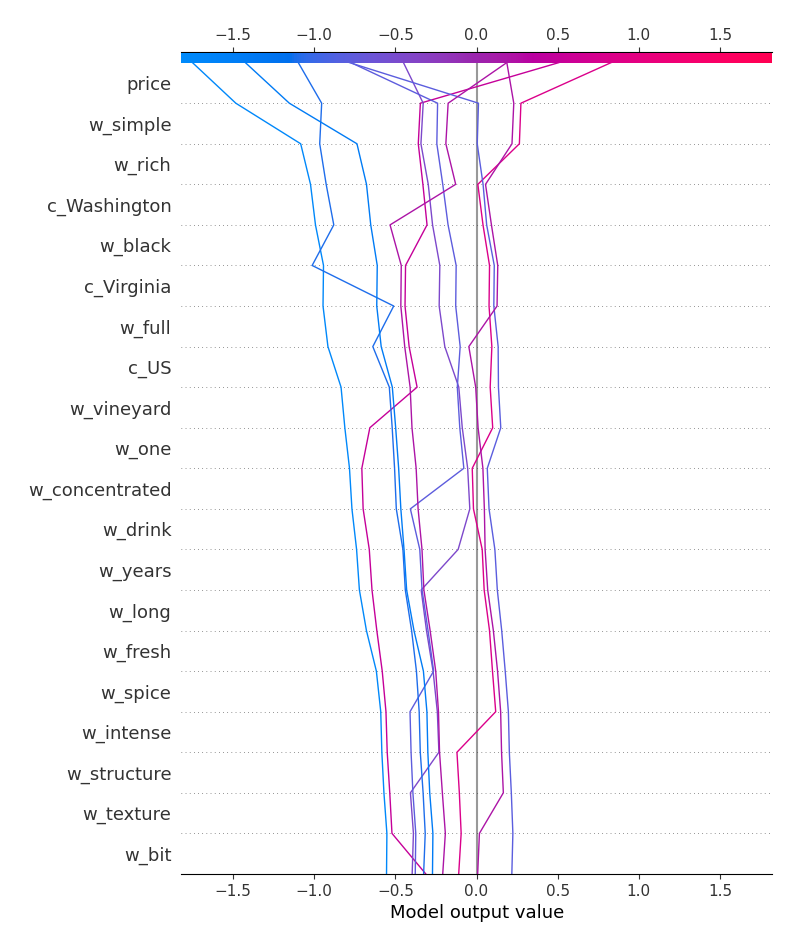 −1.5 −1.0 −0.5 0.0 0.5 1.0 1.5
price
w_simple
w_rich
c_Washington
w_black
c_Virginia
w_full
c_US
w_vineyard
w_one
w_concentrated
w_drink
w_years
w_long
w_fresh
w_spice
w_intense
w_structure
w_texture
w_bit
−1.5 −1.0 −0.5 0.0 0.5 1.0 1.5
Model output value